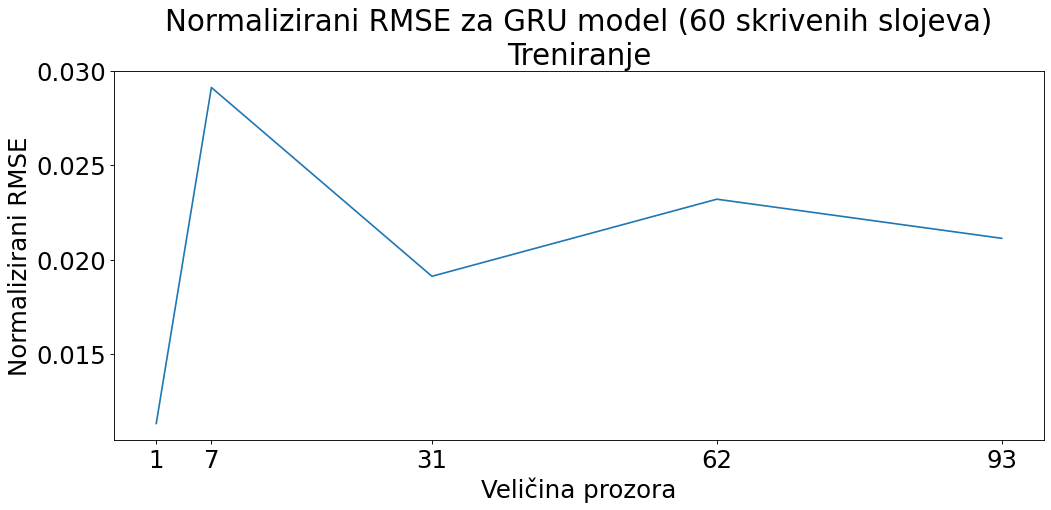 Normalizirani RMSE za GRU model (60 skrivenih slojeva)
Treniranje
Normalizirani RMSE
0.030
0.025
0.020
0.015
1 7 31 62 93
Veličina prozora